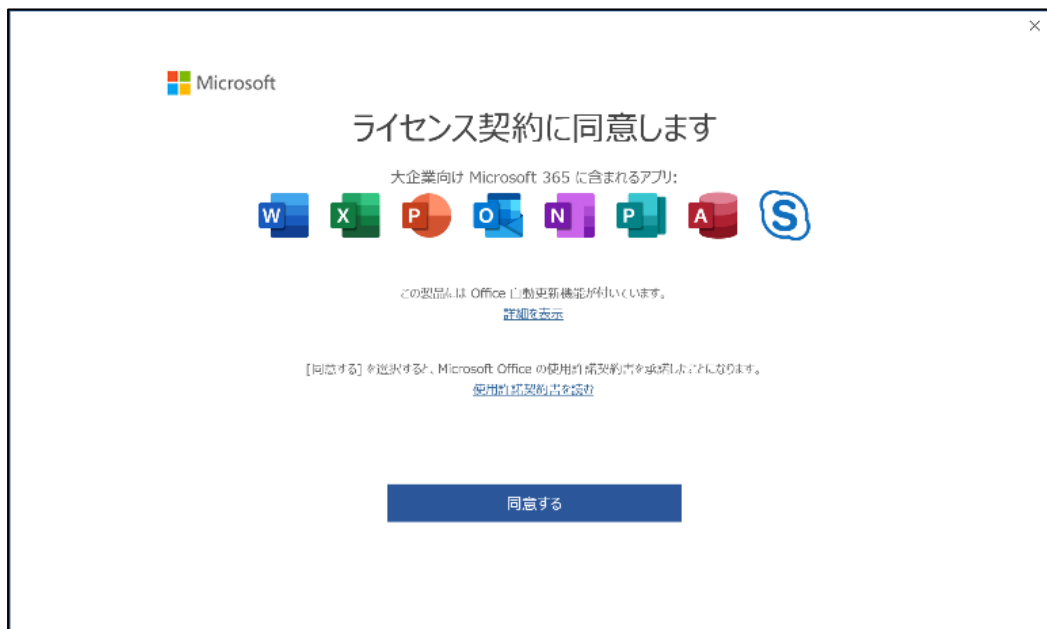 Microsoft
ライセンス契約に同意します
大企業向け Microsoft 365 に含まれるアプリ:
W X P O N P A S
この製品には Office 自動更新機能が付いています。
詳細を表示
[同意する] を選択すると、Microsoft Office の使用許諾契約書を承諾したことになります。
使用許諾契約書を読む
同意する